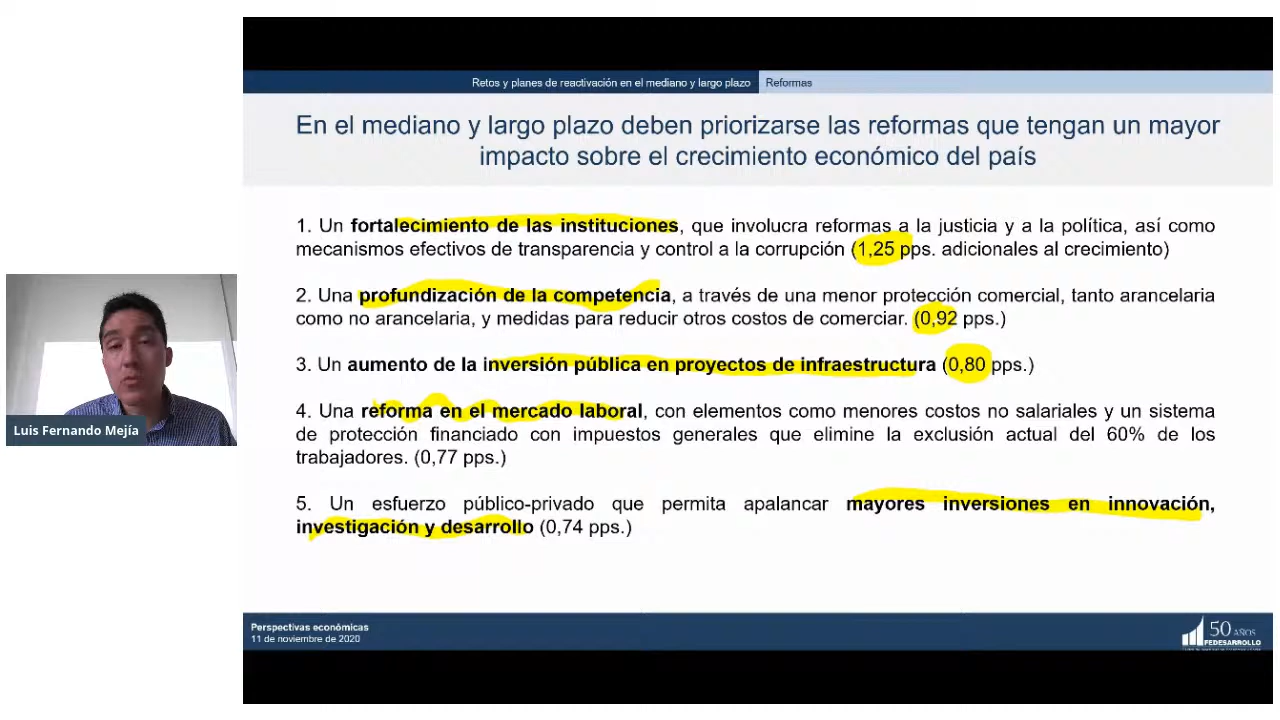 Retos y planes de reactivación en el mediano y largo plazo Reformas
En el mediano y largo plazo deben priorizarse las reformas que tengan un mayor
impacto sobre el crecimiento económico del país
1. Un fortalecimiento de las instituciones, que involucra reformas a la justicia y a la política, así como
mecanismos efectivos de transparencia y control a la corrupción (1,25 pps. adicionales al crecimiento)
2. Una profundización de la competencia, a través de una menor protección comercial, tanto arancelaria
como no arancelaria, y medidas para reducir otros costos de comerciar. (0,92 pps.)
3. Un aumento de la inversión pública en proyectos de infraestructura (0,80 pps.)
4. Una reforma en el mercado laboral, con elementos como menores costos no salariales y un sistema
de protección financiado con impuestos generales que elimine la exclusión actual del 60% de los
trabajadores. (0,77 pps.)
5. Un esfuerzo público-privado que permita apalancar mayores inversiones en innovación,
investigación y desarrollo (0,74 pps.)
Luis Fernando Mejía
Perspectivas económicas
11 de noviembre de 2020
50 AÑOS
FEDESARROLLO